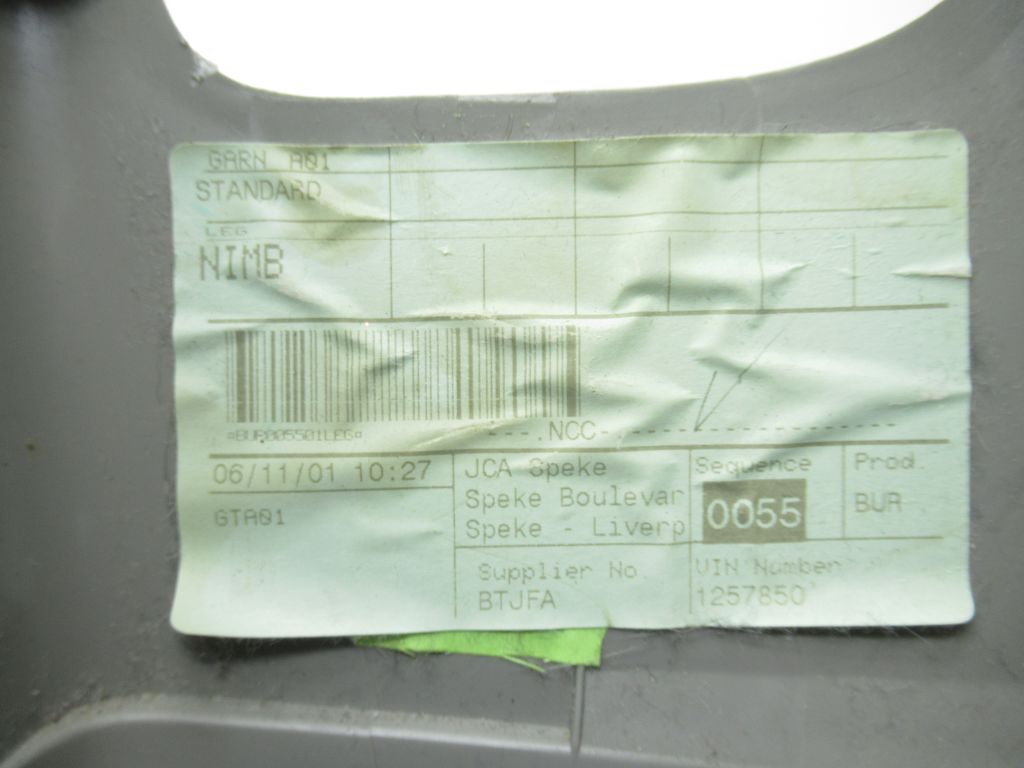 GARN A01
STANDARD
LEG
NIMB
¤BUR005501LEG¤
----.NCC-----------------
06/11/01 10:27
GTA01
JCA Speke
Speke Boulevar
Speke - Liverp
Sequence
0055
Prod.
BUR
Supplier No
BTJFA
VIN Number
1257850